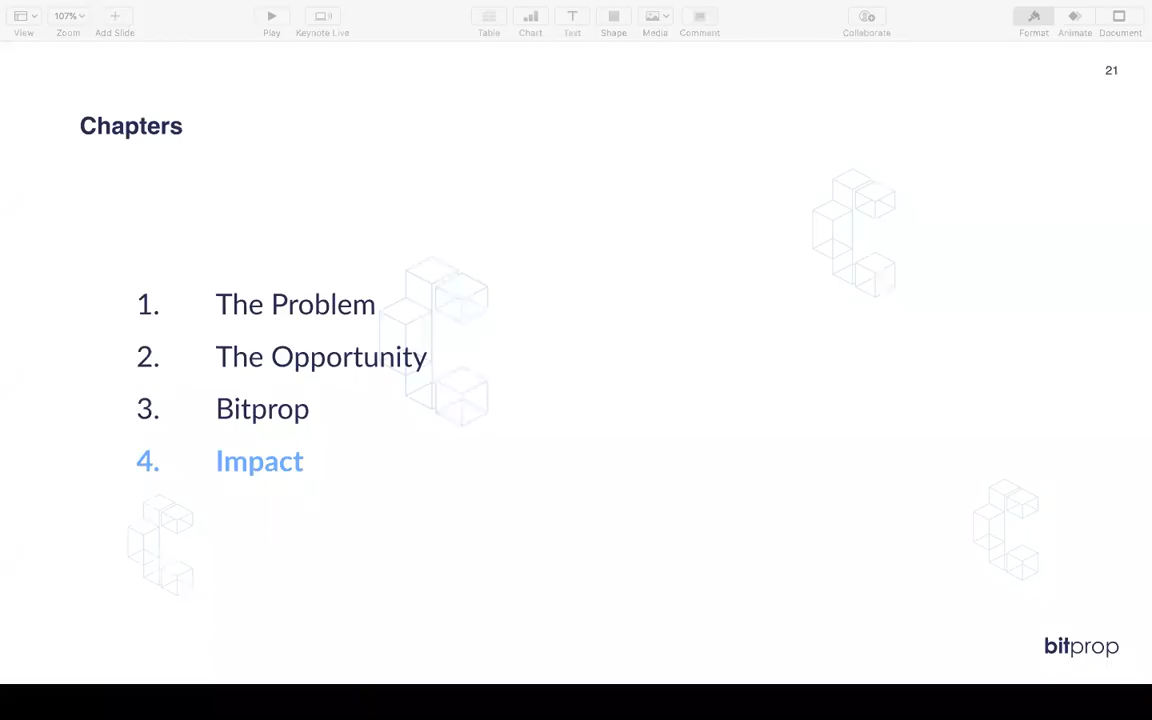 107%
View Zoom Add Slide Play Keynote Live Table Chart Text Shape Media Comment Collaborate Format Animate Document
21
Chapters
1. The Problem
2. The Opportunity
3. Bitprop
4. Impact
bitprop